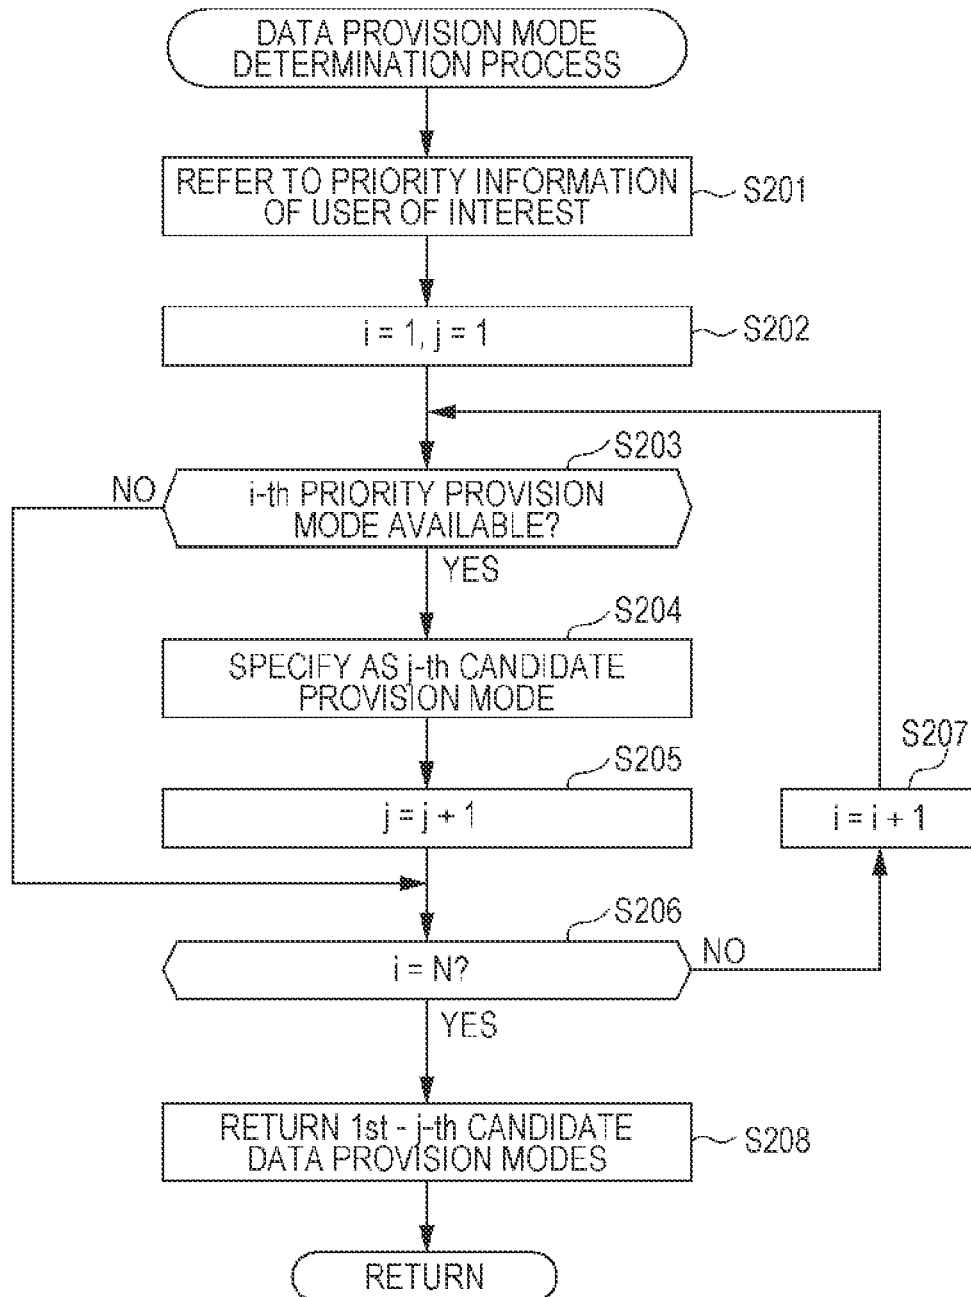 DATA PROVISION MODE
DETERMINATION PROCESS
REFER TO PRIORITY INFORMATION
OF USER OF INTEREST
S201
i = 1, j = 1
S202
S203
NO
i-th PRIORITY PROVISION
MODE AVAILABLE?
YES
S204
SPECIFY AS j-th CANDIDATE
PROVISION MODE
S205
j = j + 1
S207
i = i + 1
S206
i = N?
NO
YES
RETURN 1st - j-th CANDIDATE
DATA PROVISION MODES
S208
RETURN